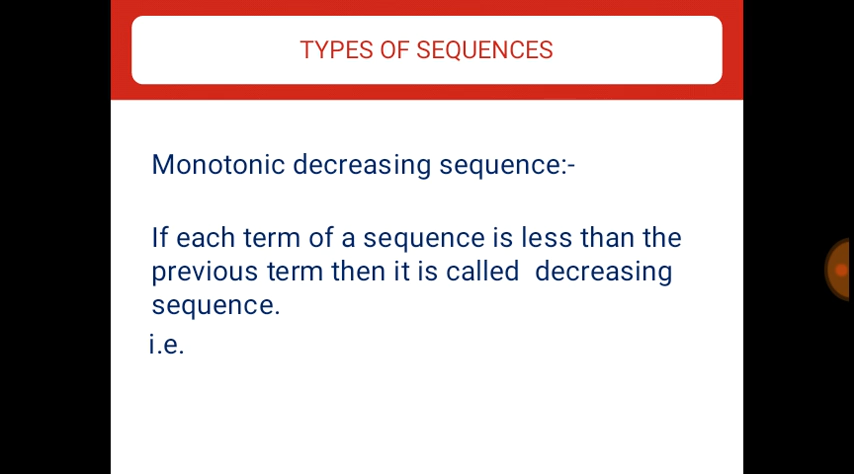 TYPES OF SEQUENCES
Monotonic decreasing sequence:-
If each term of a sequence is less than the
previous term then it is called decreasing
sequence.
i.e.